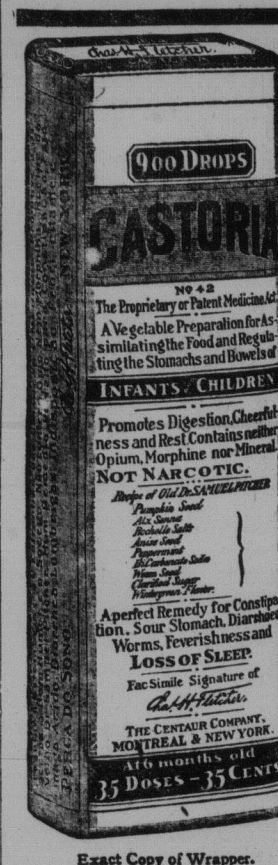 Chas. H. Fletcher.
900 DROPS
CASTORIA
No 42
The Proprietary or Patent Medicine Act
A Vegetable Preparation for As-
similating the Food and Regula-
ting the Stomachs and Bowels of
INFANTS & CHILDREN
Promotes Digestion, Cheerful-
ness and Rest. Contains neither
Opium, Morphine nor Mineral.
NOT NARCOTIC.
Recipe of Old Dr. SAMUEL PITCHER
Pumpkin Seed
Alx Senna
Rochelle Salts
Anise Seed
Peppermint
Bi Carbonate Soda
Worm Seed
Clarified Sugar
Wintergreen Flavor.
Aperfect Remedy for Constipa-
tion, Sour Stomach, Diarrhoea
Worms, Feverishness and
LOSS OF SLEEP.
Fac Simile Signature of
Chas. H. Fletcher.
THE CENTAUR COMPANY,
MONTREAL & NEW YORK.
At 6 months old
35 DOSES - 35 CENTS
Exact Copy of Wrapper.